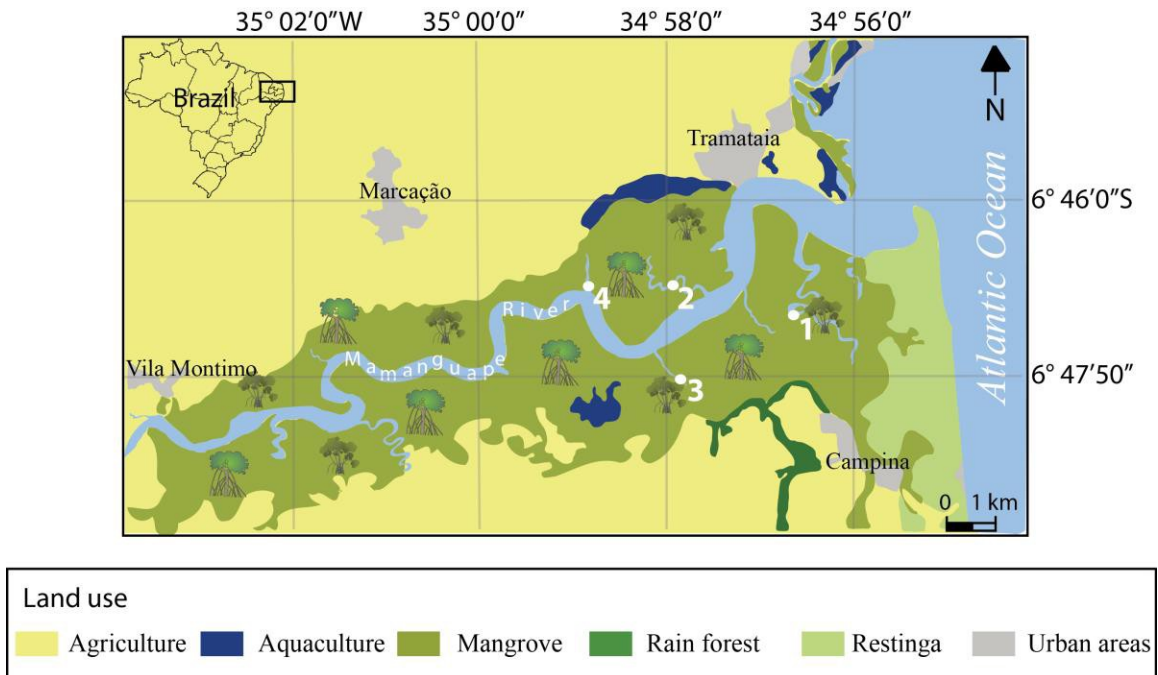 35° 02′0″W 35° 00′0″ 34° 58′0″ 34° 56′0″
Brazil
N
Tramataia
Marcação
6° 46′0″S
Atlantic Ocean
4
2
1
River
Mamanguape
Vila Montimo
6° 47′50″
3
Campina
0 1 km
Land use
Agriculture Aquaculture Mangrove Rain forest Restinga Urban areas